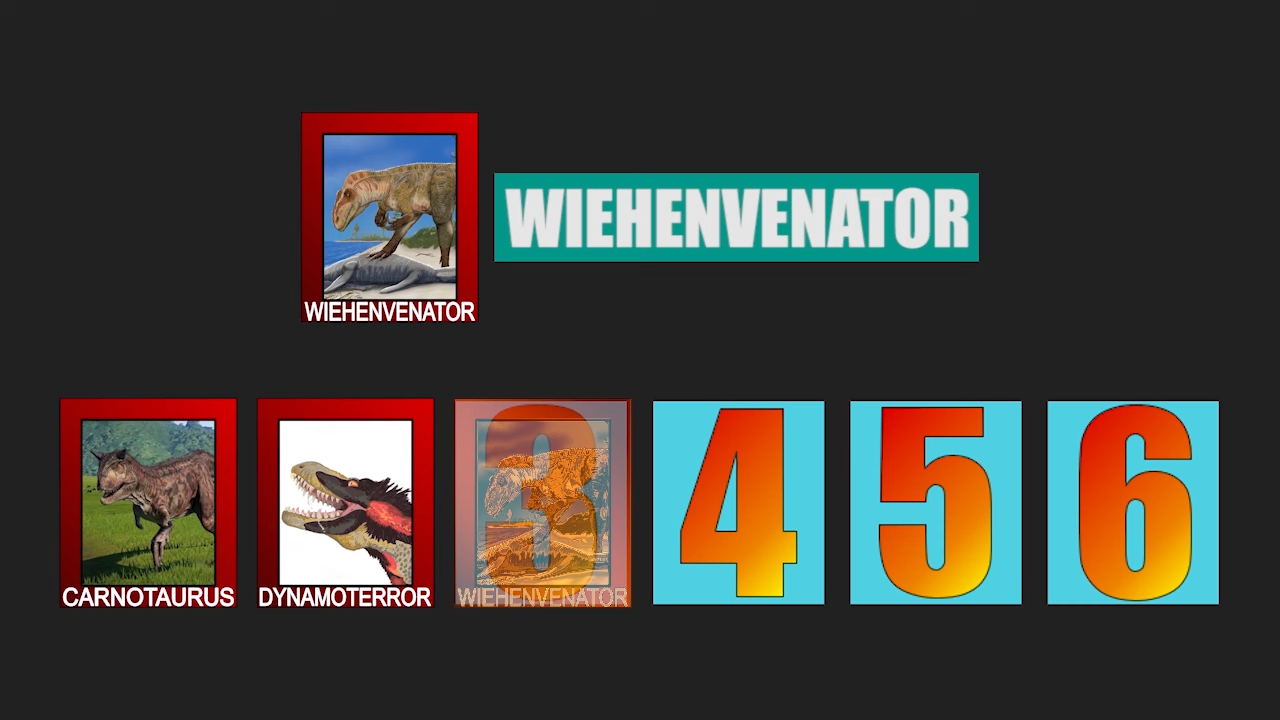 WIEHENVENATOR
WIEHENVENATOR
3 4 5 6
CARNOTAURUS DYNAMOTERROR WIEHENVENATOR